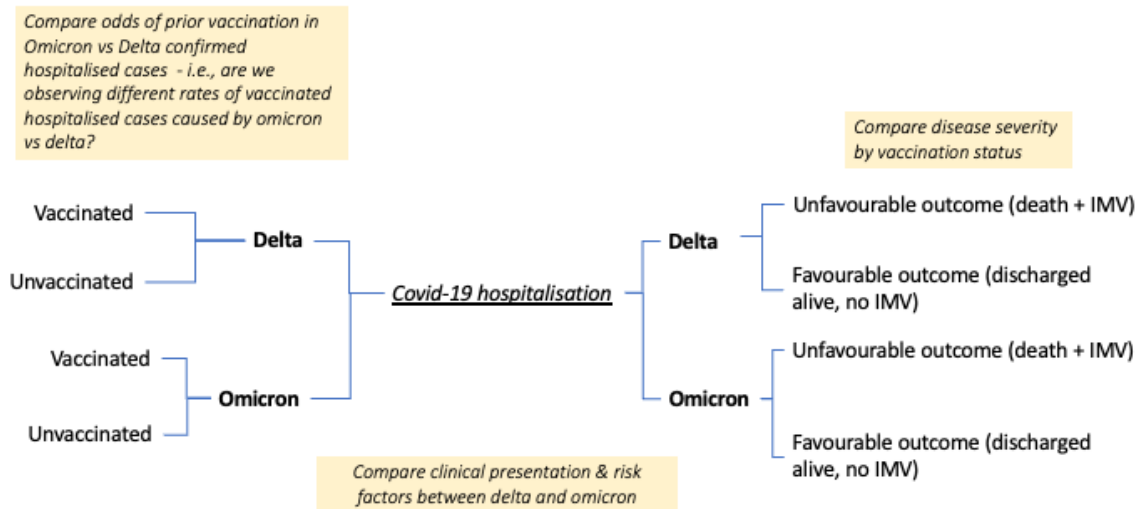 Compare odds of prior vaccination in
Omicron vs Delta confirmed
hospitalised cases - i.e., are we
observing different rates of vaccinated
hospitalised cases caused by omicron
vs delta?
Compare disease severity
by vaccination status
Vaccinated
Unvaccinated
Delta
Vaccinated
Unvaccinated
Omicron
Covid-19 hospitalisation
Delta
Unfavourable outcome (death + IMV)
Favourable outcome (discharged
alive, no IMV)
Omicron
Unfavourable outcome (death + IMV)
Favourable outcome (discharged
alive, no IMV)
Compare clinical presentation & risk
factors between delta and omicron